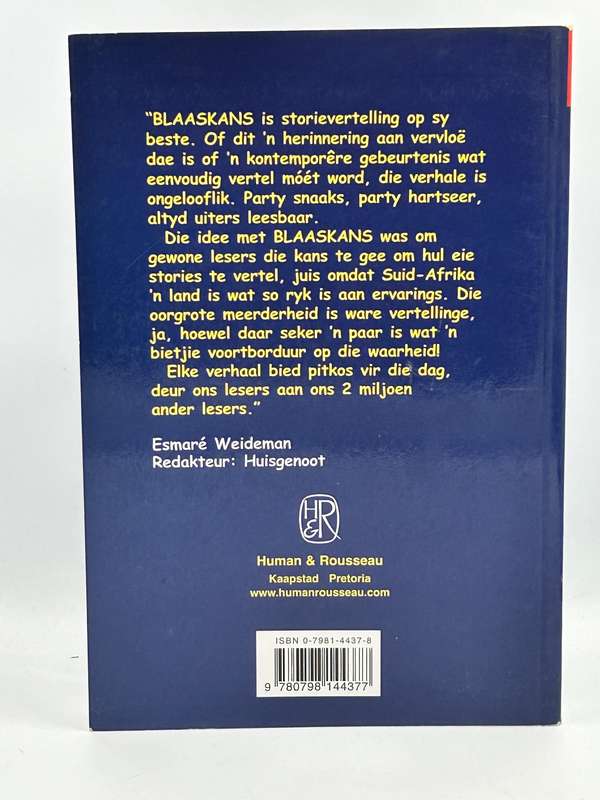 "BLAASKANS is storievertelling op sy
beste. Of dit 'n herinnering aan vervloë
dae is of 'n kontemporêre gebeurtenis wat
eenvoudig vertel móét word, die verhale is
ongelooflik. Party snaaks, party hartseer,
altyd uiters leesbaar.
Die idee met BLAASKANS was om
gewone lesers die kans te gee om hul eie
stories te vertel, juis omdat Suid-Afrika
'n land is wat so ryk is aan ervarings. Die
oorgrote meerderheid is ware vertellinge,
ja, hoewel daar seker 'n paar is wat 'n
bietjie voortborduur op die waarheid!
Elke verhaal bied pitkos vir die dag,
deur ons lesers aan ons 2 miljoen
ander lesers."
Esmaré Weideman
Redakteur: Huisgenoot
H&R
Human & Rousseau
Kaapstad Pretoria
www.humanrousseau.com
ISBN 0-7981-4437-8
9 780798 144377